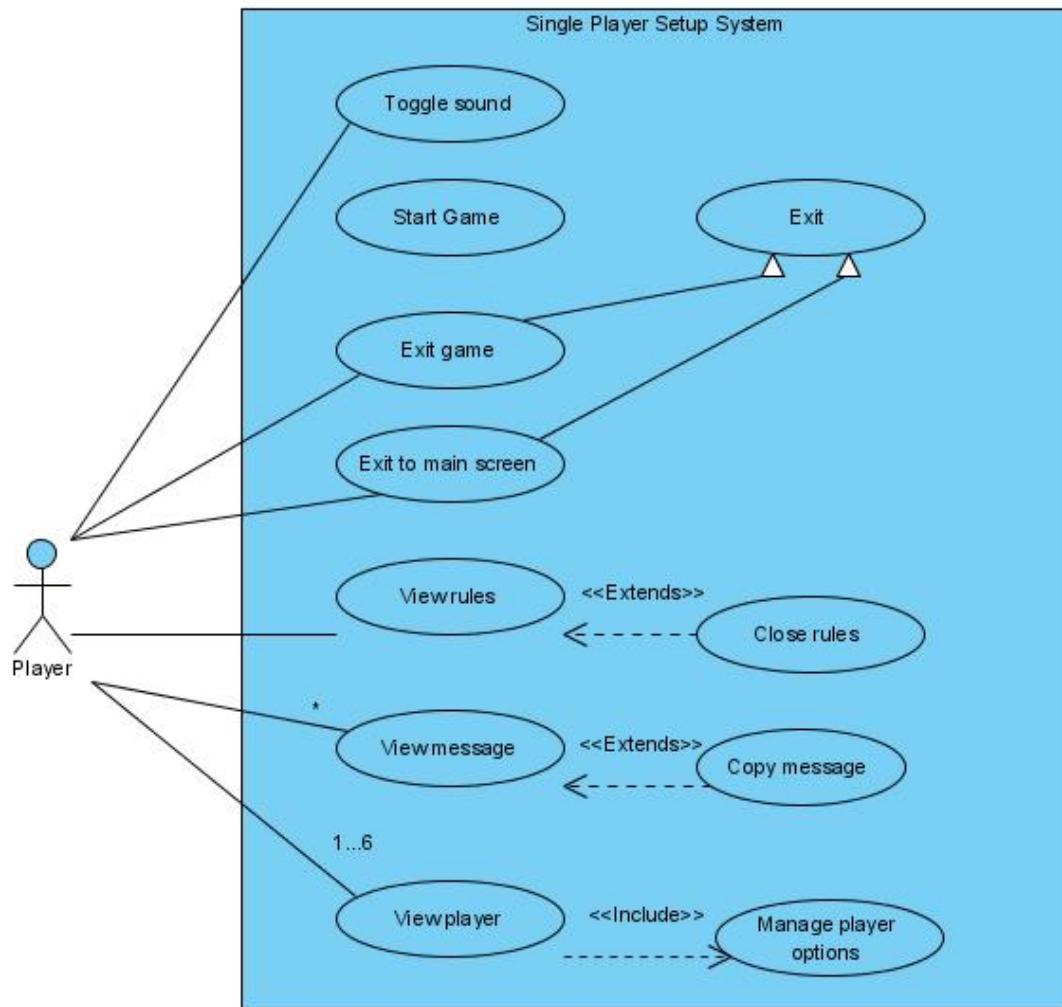 Single Player Setup System
Toggle sound
Start Game
Exit
Exit game
Exit to main screen
View rules
<<Extends>>
Close rules
Player
*
View message
<<Extends>>
Copy message
1...6
View player
<<Include>>
Manage player
options